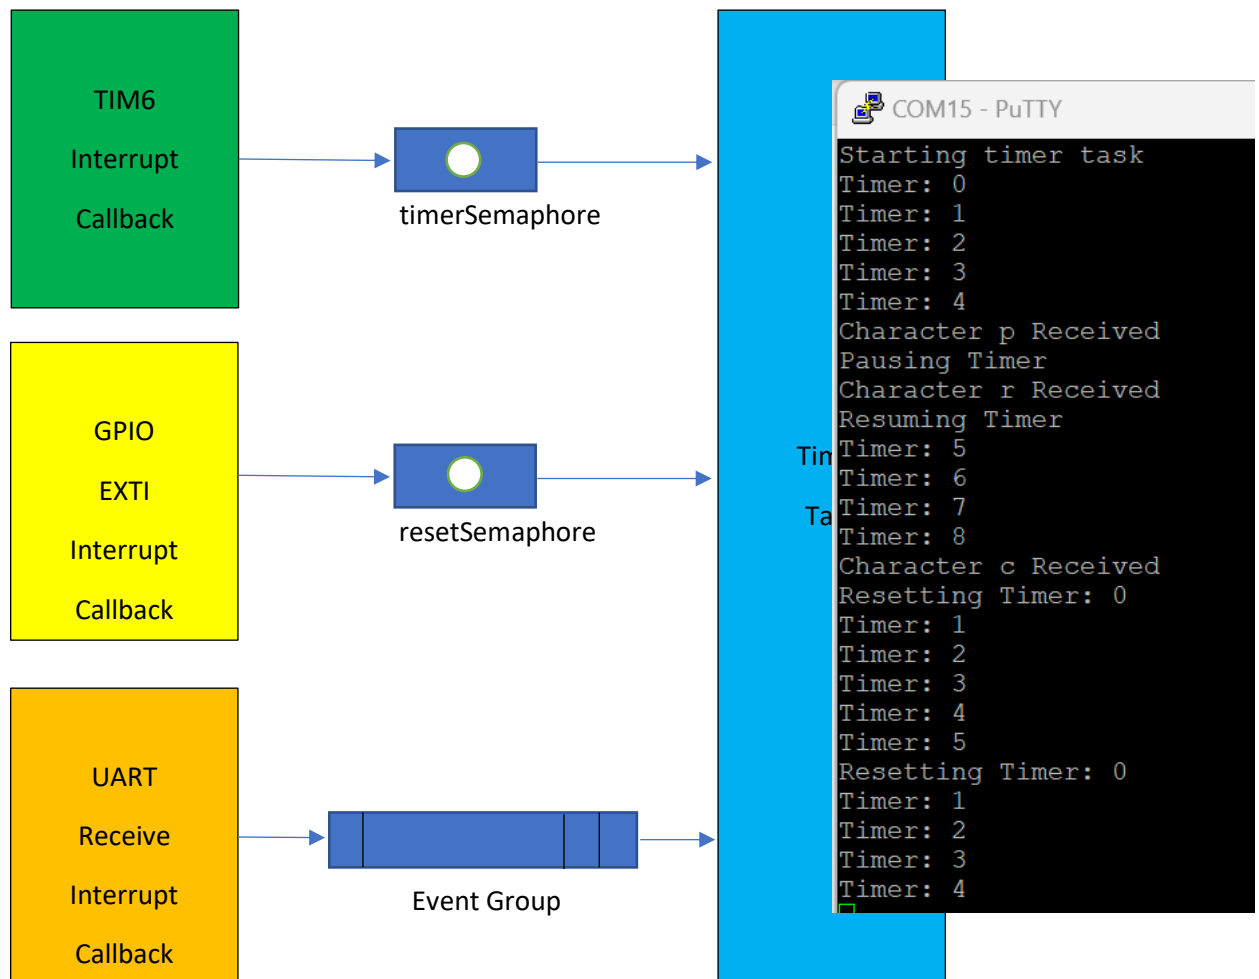 TIM6
Interrupt
Callback
timerSemaphore
GPIO
EXTI
Interrupt
Callback
resetSemaphore
UART
Receive
Interrupt
Callback
Event Group
COM15 - PuTTY
Starting timer task
Timer: 0
Timer: 1
Timer: 2
Timer: 3
Timer: 4
Character p Received
Pausing Timer
Character r Received
Resuming Timer
Timer: 5
Timer: 6
Timer: 7
Timer: 8
Character c Received
Resetting Timer: 0
Timer: 1
Timer: 2
Timer: 3
Timer: 4
Timer: 5
Resetting Timer: 0
Timer: 1
Timer: 2
Timer: 3
Timer: 4